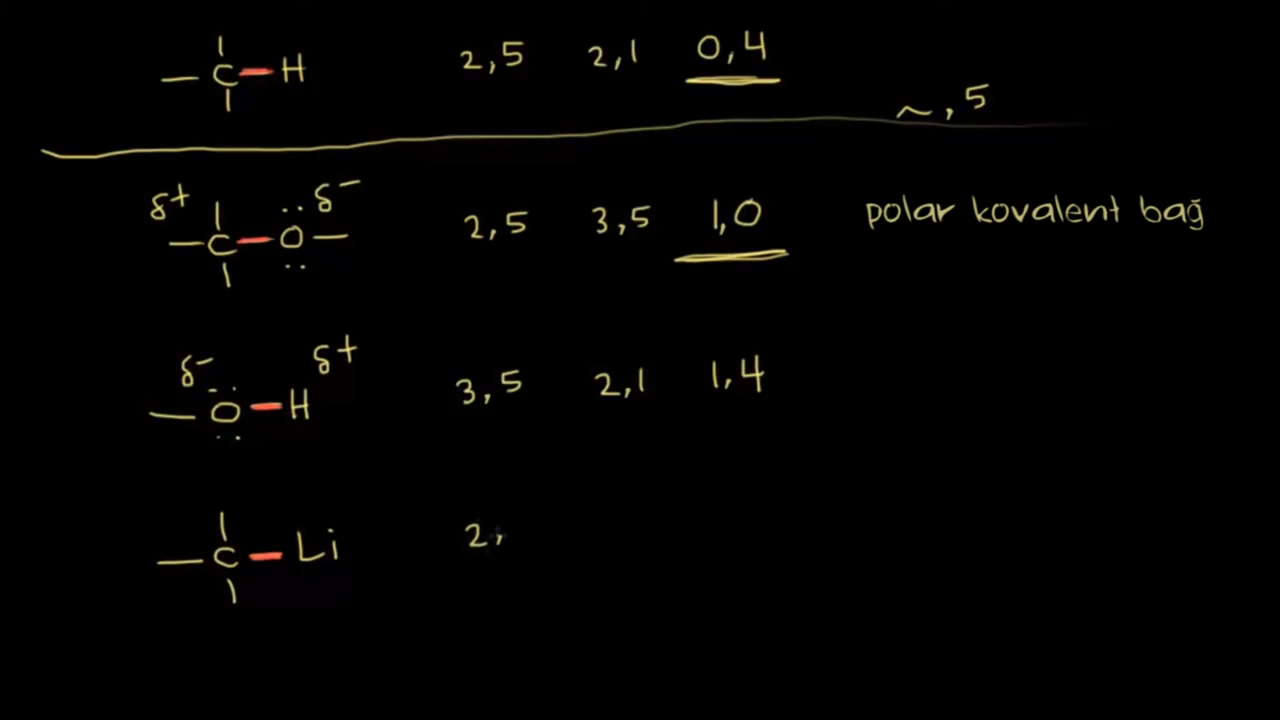 C–H 2,5 2,1 0,4
~,5
δ+ δ-
C–O 2,5 3,5 1,0 polar kovalent bağ
δ- δ+
O–H 3,5 2,1 1,4
C–Li 2,